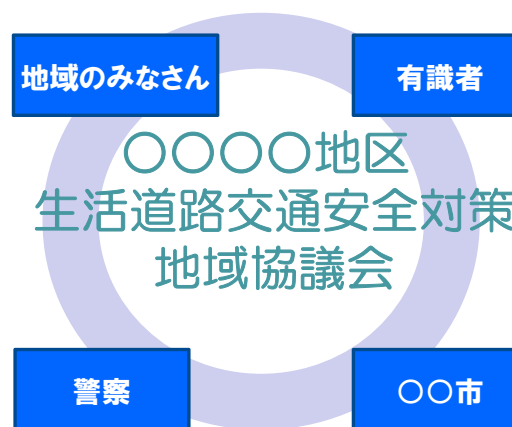 地域のみなさん
有識者
〇〇〇〇地区
生活道路交通安全対策
地域協議会
警察
〇〇市